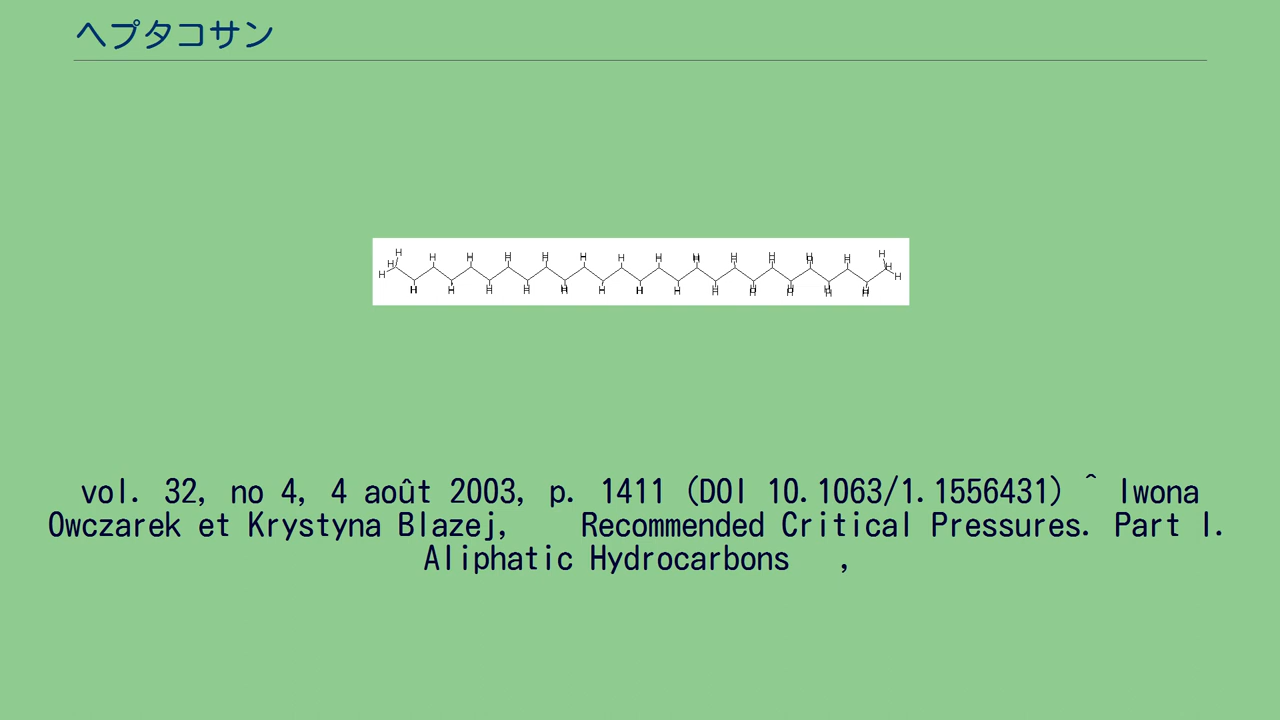 ヘプタコサン
vol. 32, no 4, 4 août 2003, p. 1411 (DOI 10.1063/1.1556431) ^ Iwona
Owczarek et Krystyna Blazej, Recommended Critical Pressures. Part I.
Aliphatic Hydrocarbons ,